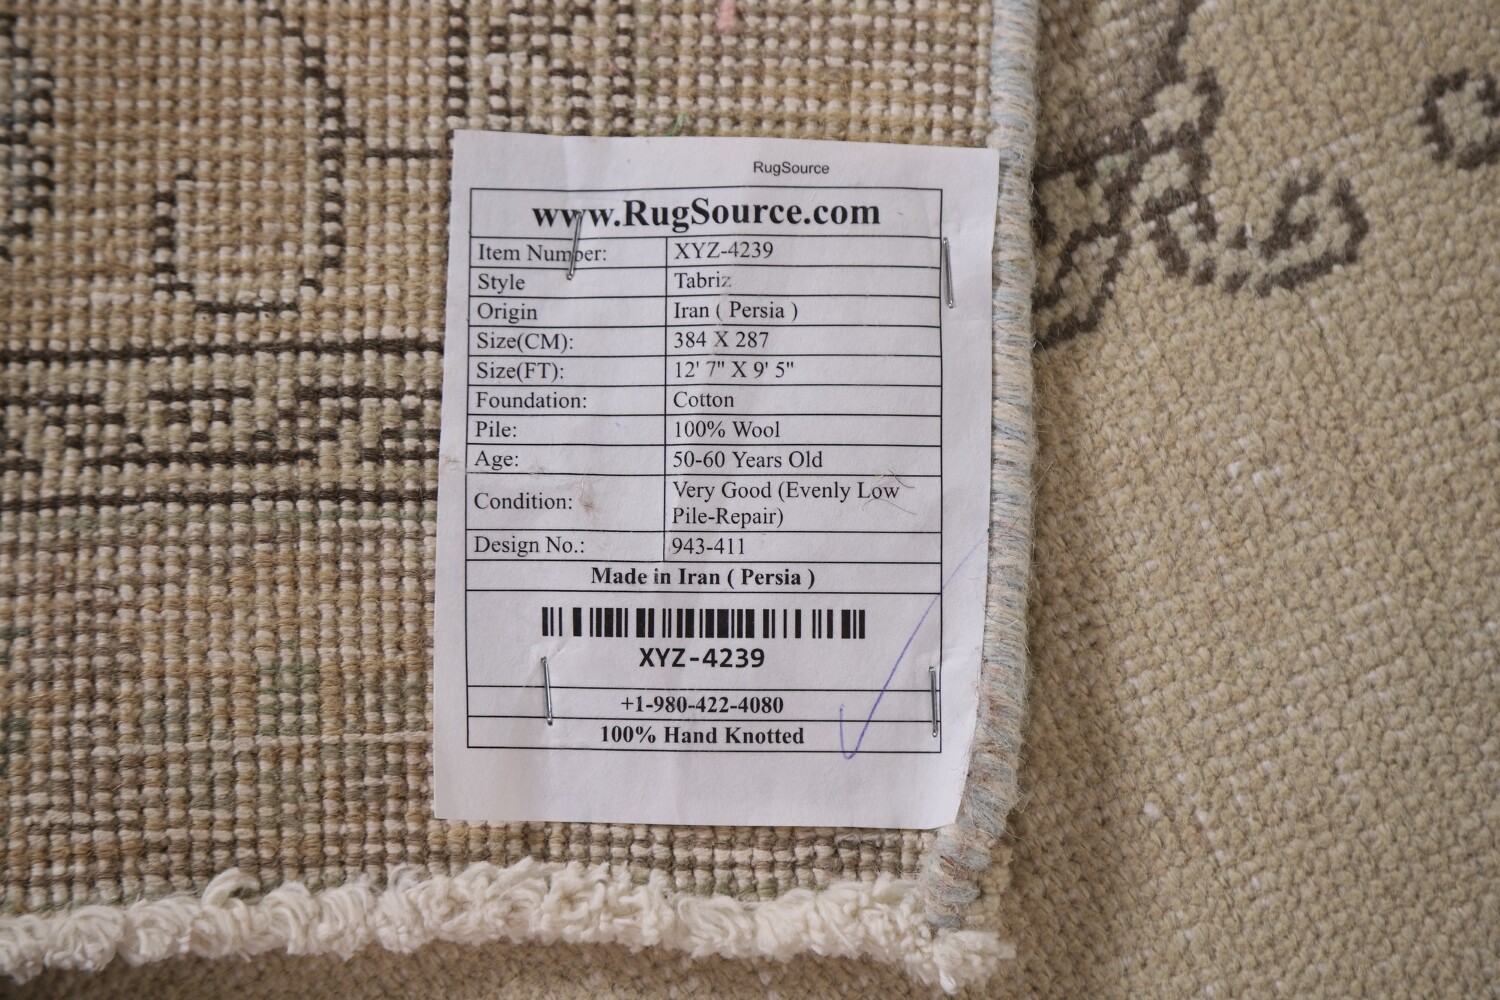 RugSource
www.RugSource.com
Item Number: XYZ-4239
Style Tabriz
Origin Iran ( Persia )
Size(CM): 384 X 287
Size(FT): 12' 7" X 9' 5"
Foundation: Cotton
Pile: 100% Wool
Age: 50-60 Years Old
Condition: Very Good (Evenly Low
Pile-Repair)
Design No.: 943-411
Made in Iran ( Persia )
XYZ-4239
+1-980-422-4080
100% Hand Knotted